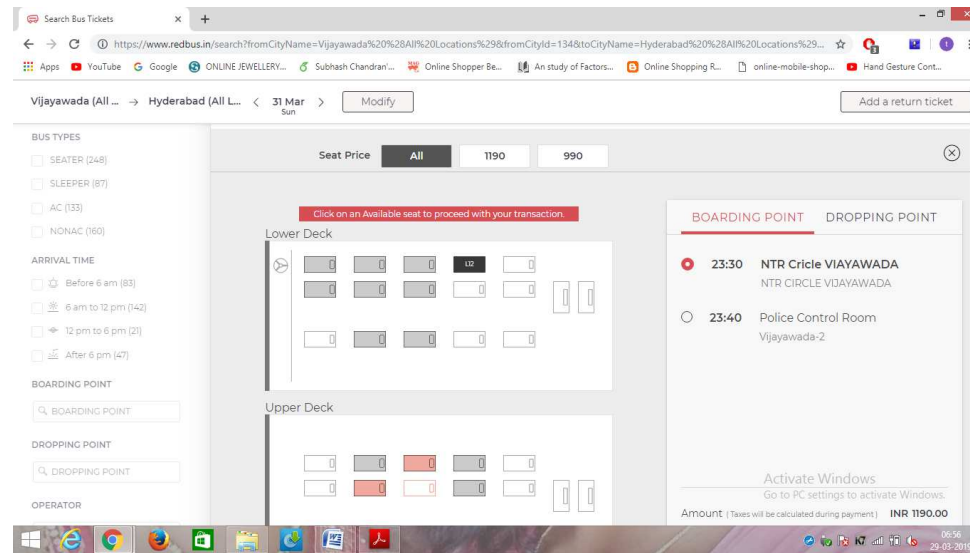 Search Bus Tickets
https://www.redbus.in/search?fromCityName=Vijayawada%20%28All%20Locations%29&fromCityId=134&toCityName=Hyderabad%20%28All%20Locations%29...
Apps YouTube Google ONLINE JEWELLERY... Subhash Chandran'... Online Shopper Be... An study of Factors... Online Shopping R... online-mobile-shop... Hand Gesture Cont...
Vijayawada (All ... → Hyderabad (All L... < 31 Mar > Modify Add a return ticket
Sun
BUS TYPES
SEATER (248)
SLEEPER (87)
AC (133)
NONAC (160)
ARRIVAL TIME
Before 6 am (83)
6 am to 12 pm (142)
12 pm to 6 pm (21)
After 6 pm (47)
BOARDING POINT
BOARDING POINT
DROPPING POINT
DROPPING POINT
OPERATOR
Seat Price All 1190 990
Click on an Available seat to proceed with your transaction.
Lower Deck
L12
Upper Deck
BOARDING POINT DROPPING POINT
23:30 NTR Cricle VIAYAWADA
NTR CIRCLE VIJAYAWADA
23:40 Police Control Room
Vijayawada-2
Activate Windows
Go to PC settings to activate Windows.
Amount (Taxes will be calculated during payment) INR 1190.00
06:56
29-03-2019